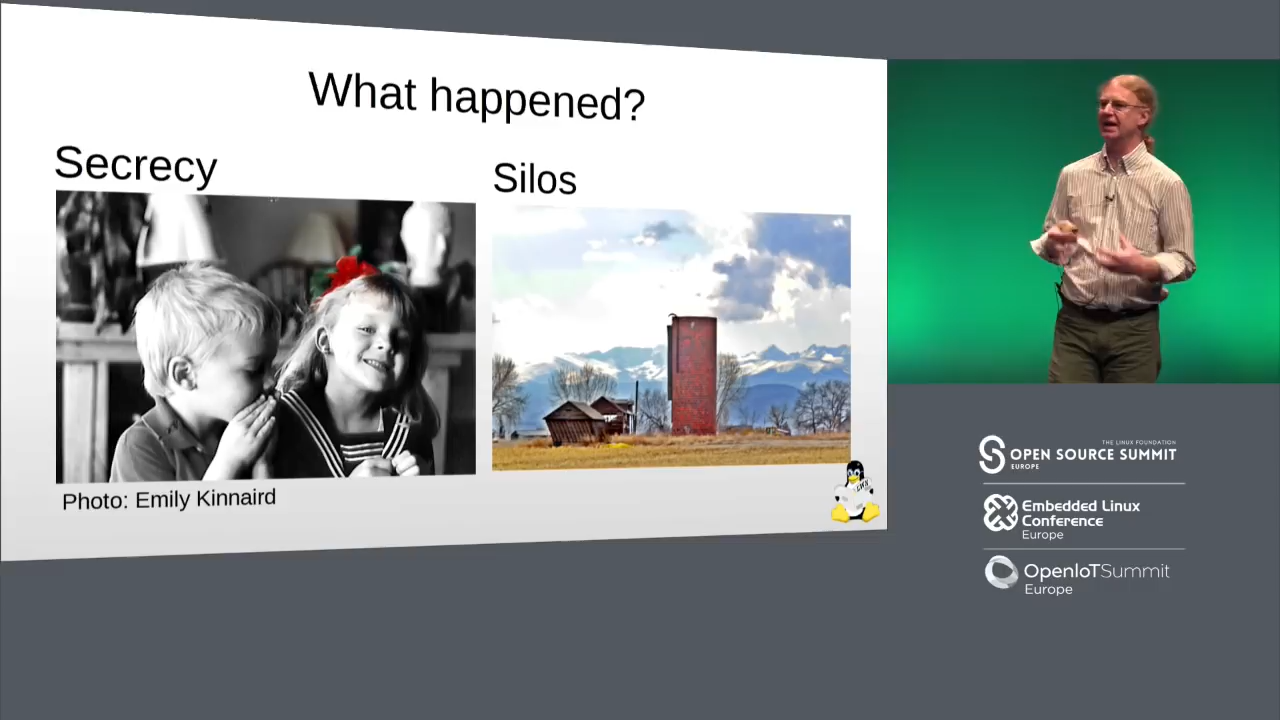 What happened?
Secrecy
Silos
Photo: Emily Kinnaird
LWN
THE LINUX FOUNDATION
OPEN SOURCE SUMMIT
EUROPE
Embedded Linux
Conference
Europe
OpenIoTSummit
Europe